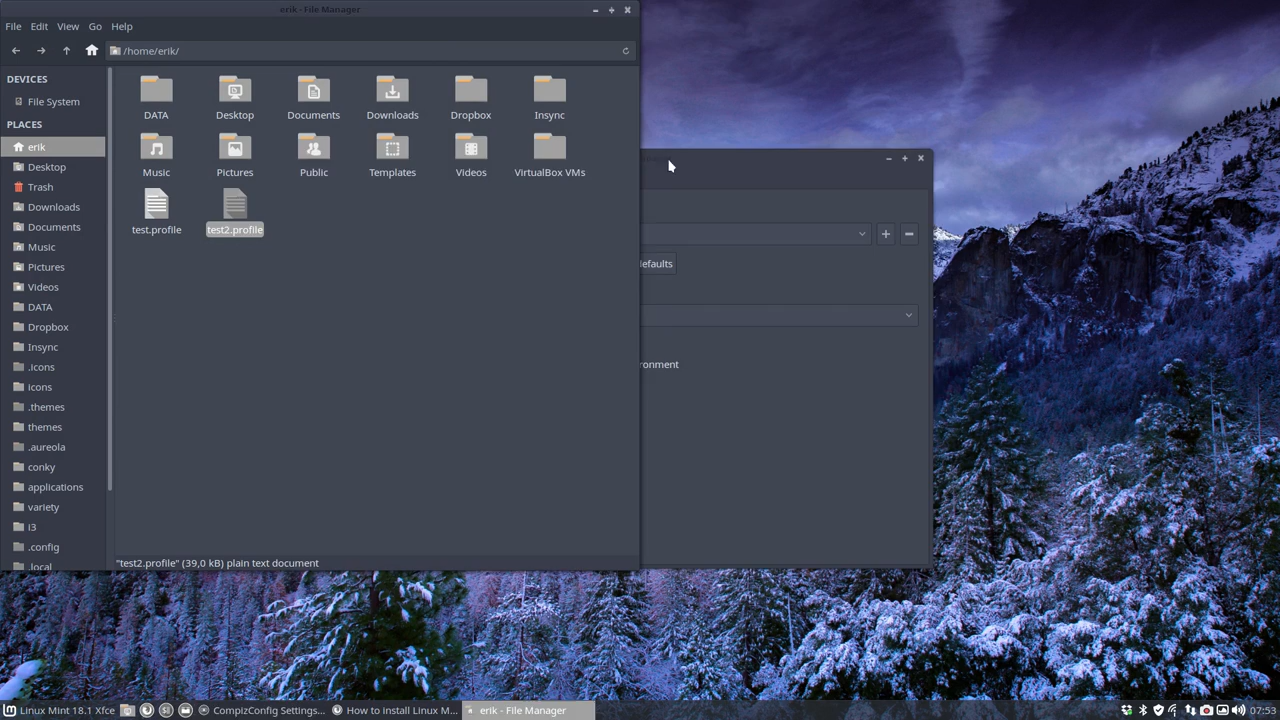 erik - File Manager
File Edit View Go Help
/home/erik/
DEVICES
File System
PLACES
erik
Desktop
Trash
Downloads
Documents
Music
Pictures
Videos
DATA
Dropbox
Insync
.icons
icons
.themes
themes
.aureola
conky
applications
variety
i3
.config
.local
DATA Desktop Documents Downloads Dropbox Insync
Music Pictures Public Templates Videos VirtualBox VMs
test.profile test2.profile
"test2.profile" (39,0 kB) plain text document
efaults
ronment
Linux Mint 18.1 Xfce CompizConfig Settings... How to Install Linux M... erik - File Manager 07:53